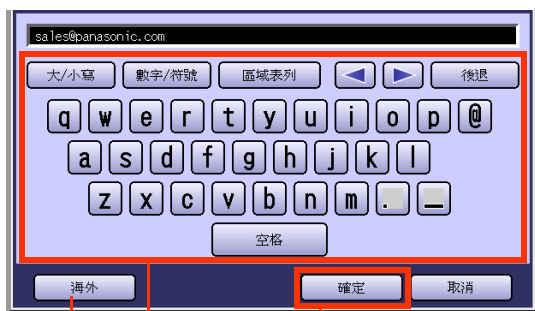 sales@panasonic.com
大/小寫 數字/符號 區域表列 後退
q w e r t y u i o p @
a s d f g h j k l
z x c v b n m . _
空格
海外 確定 取消